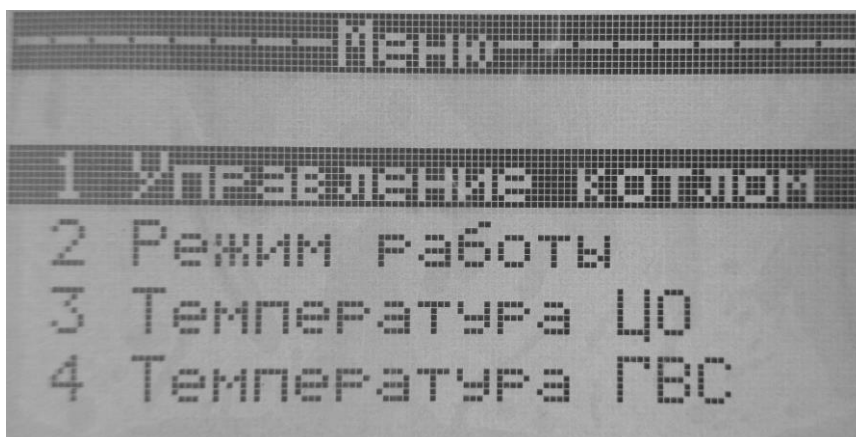 Меню
1 Управление котлом
2 Режим работы
3 Температура ЦО
4 Температура ГВС